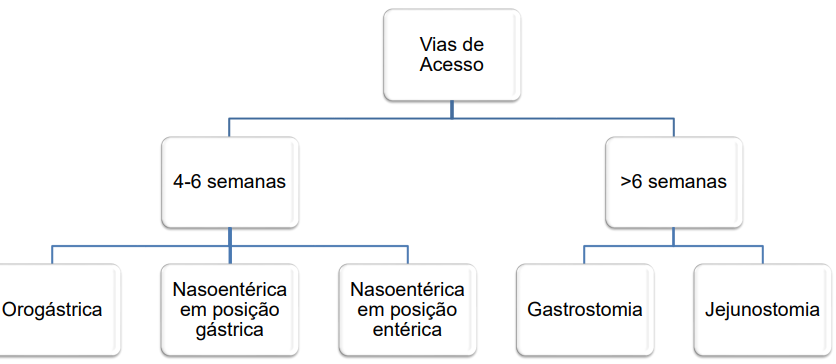 Vias de
Acesso
4-6 semanas
>6 semanas
Orogástrica
Nasoentérica
em posição
gástrica
Nasoentérica
em posição
entérica
Gastrostomia
Jejunostomia